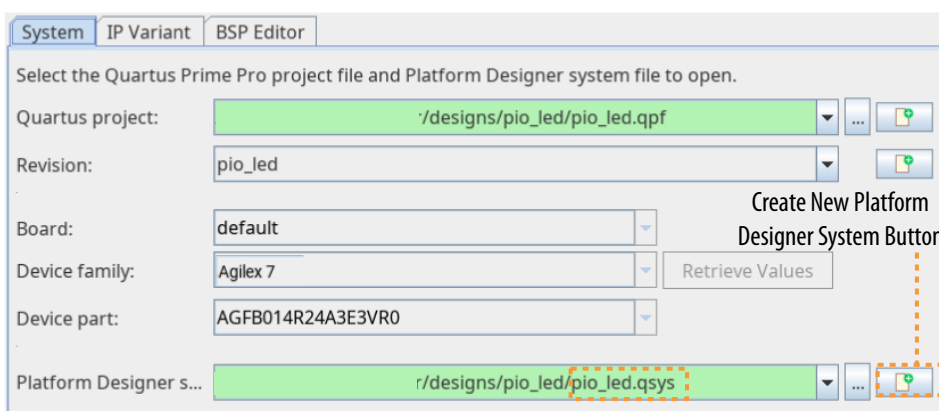 System IP Variant BSP Editor
Select the Quartus Prime Pro project file and Platform Designer system file to open.
Quartus project: r/designs/pio_led/pio_led.qpf ...
Revision: pio_led
Create New Platform
Designer System Button
Board: default
Device family: Agilex 7 Retrieve Values
Device part: AGFB014R24A3E3VR0
Platform Designer s... r/designs/pio_led/pio_led.qsys ...